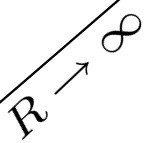 R → ∞